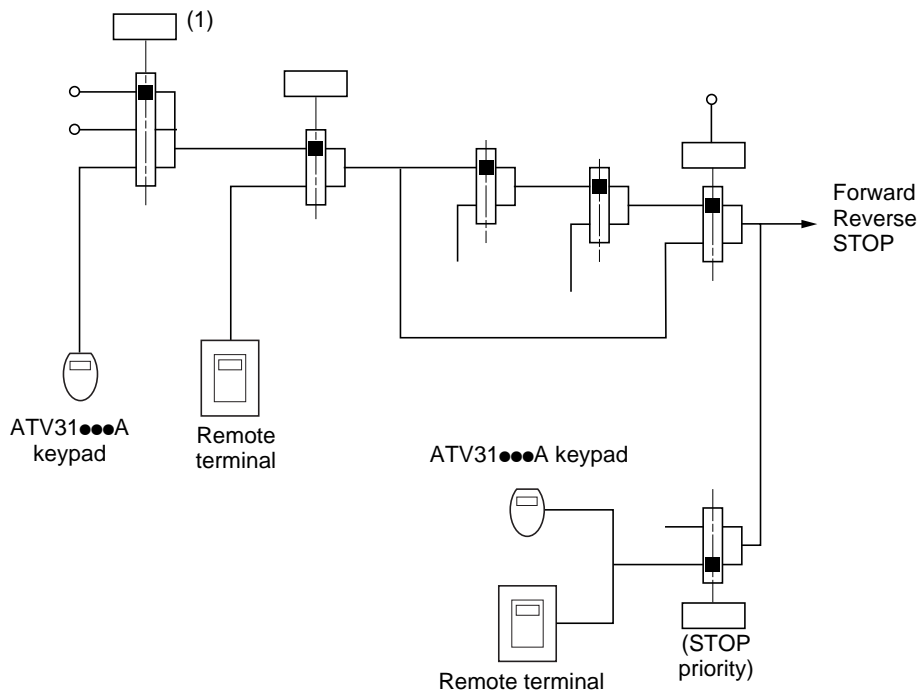 (1)
Forward
Reverse
STOP
ATV31●●●A
keypad
Remote
terminal
ATV31●●●A keypad
Remote terminal
(STOP
priority)